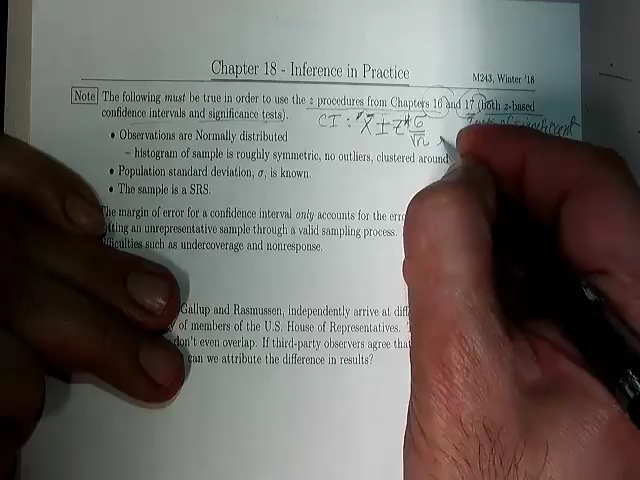 Chapter 18 - Inference in Practice
M243, Winter '18
Note The following must be true in order to use the z procedures from Chapters 16 and 17 (both z-based
confidence intervals and significance tests).
CI: x̄ ± z* σ/√n
Tests of significant
• Observations are Normally distributed
– histogram of sample is roughly symmetric, no outliers, clustered around
• Population standard deviation, σ, is known.
• The sample is a SRS.
The margin of error for a confidence interval only accounts for the
an unrepresentative sample through a valid sampling process.
such as undercoverage and nonresponse.
Gallup and Rasmussen, independently arrive at
of members of the U.S. House of Representatives.
don't even overlap. If third-party observers agree that
can we attribute the difference in results?